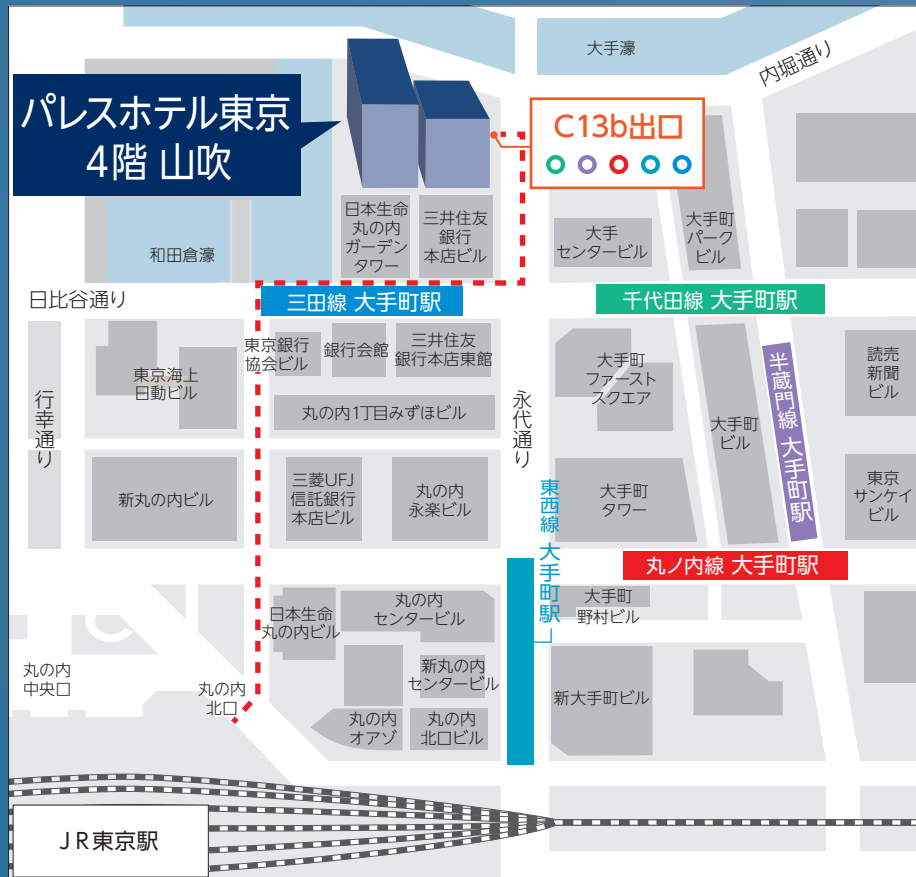 大手濠
内堀通り
パレスホテル東京
4階 山吹
C13b出口
日本生命
丸の内
ガーデン
タワー
三井住友
銀行
本店ビル
大手
センタービル
大手町
パーク
ビル
和田倉濠
日比谷通り
三田線 大手町駅
千代田線 大手町駅
東京海上
日動ビル
東京銀行
協会ビル
銀行会館
三井住友
銀行本店東館
大手町
ファースト
スクエア
半蔵門線 大手町駅
読売
新聞
ビル
行幸通り
丸の内1丁目みずほビル
永代通り
大手町
ビル
新丸の内ビル
三菱UFJ
信託銀行
本店ビル
丸の内
永楽ビル
東西線 大手町駅
大手町
タワー
東京
サンケイ
ビル
丸ノ内線 大手町駅
日本生命
丸の内ビル
丸の内
センタービル
大手町
野村ビル
丸の内
中央口
丸の内
北口
新丸の内
センタービル
新大手町ビル
丸の内
オアゾ
丸の内
北口ビル
JR東京駅